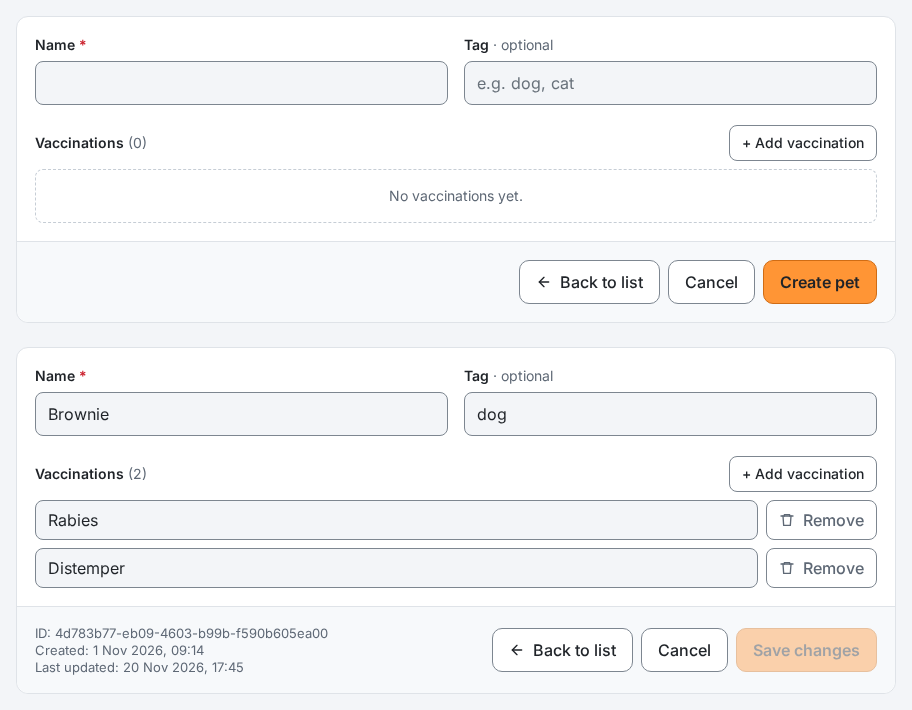 Name *
Tag · optional
e.g. dog, cat
Vaccinations (0)
+ Add vaccination
No vaccinations yet.
← Back to list
Cancel
Create pet
Name *
Tag · optional
Brownie
dog
Vaccinations (2)
+ Add vaccination
Rabies
Remove
Distemper
Remove
ID: 4d783b77-eb09-4603-b99b-f590b605ea00
Created: 1 Nov 2026, 09:14
Last updated: 20 Nov 2026, 17:45
← Back to list
Cancel
Save changes